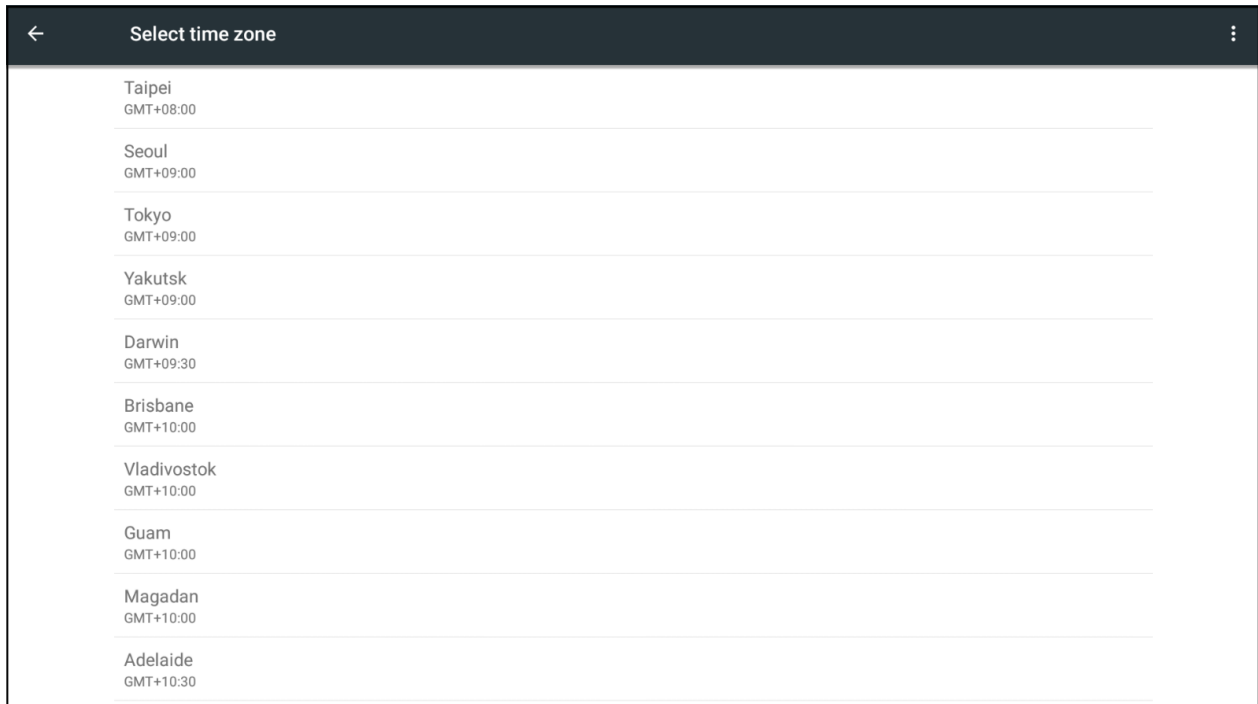 Select time zone
Taipei
GMT+08:00
Seoul
GMT+09:00
Tokyo
GMT+09:00
Yakutsk
GMT+09:00
Darwin
GMT+09:30
Brisbane
GMT+10:00
Vladivostok
GMT+10:00
Guam
GMT+10:00
Magadan
GMT+10:00
Adelaide
GMT+10:30